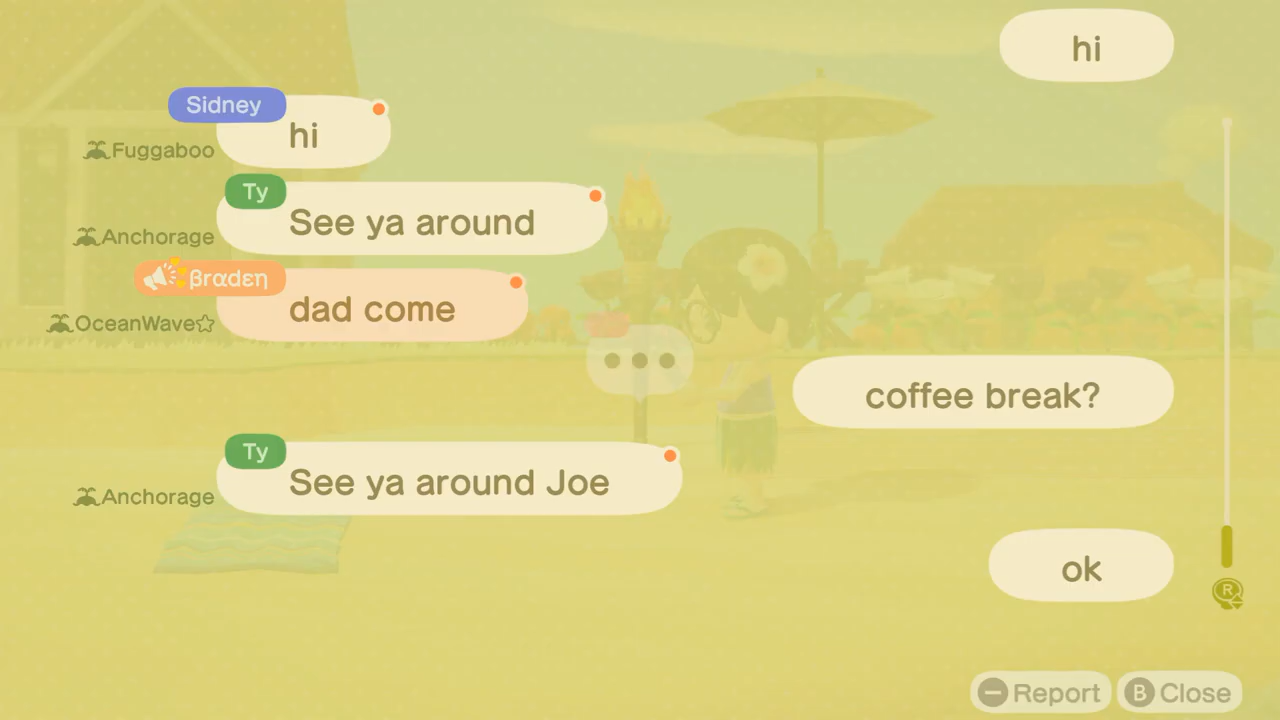 hi
Sidney
hi
Fuggaboo
Ty
See ya around
Anchorage
βrαdεη
dad come
OceanWave☆
coffee break?
Ty
See ya around Joe
Anchorage
ok
R
Report
B Close